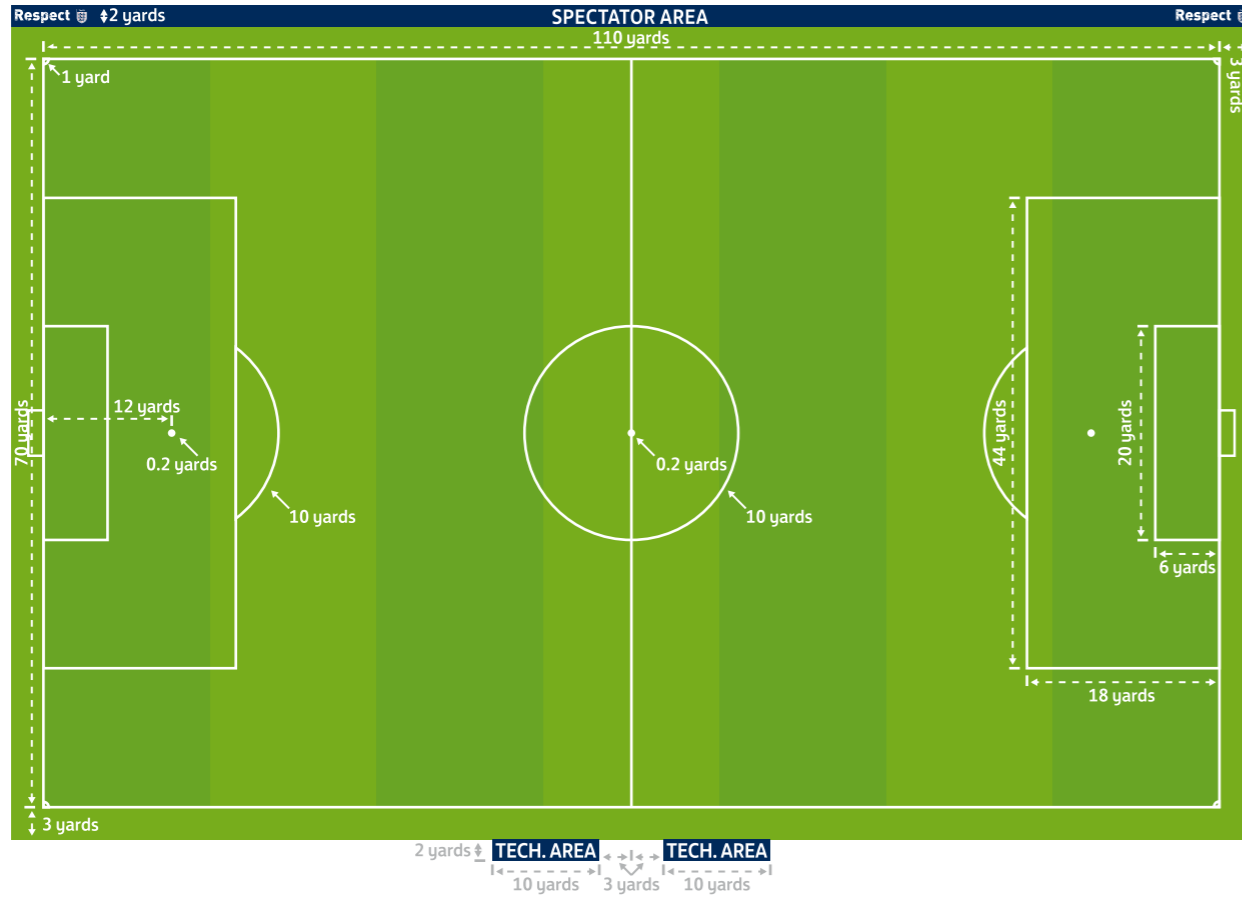 Respect 2 yards SPECTATOR AREA Respect
110 yards
1 yard
3 yards
12 yards
70 yards
0.2 yards
10 yards
0.2 yards
10 yards
44 yards
20 yards
6 yards
18 yards
3 yards
2 yards TECH. AREA TECH. AREA
10 yards 3 yards 10 yards